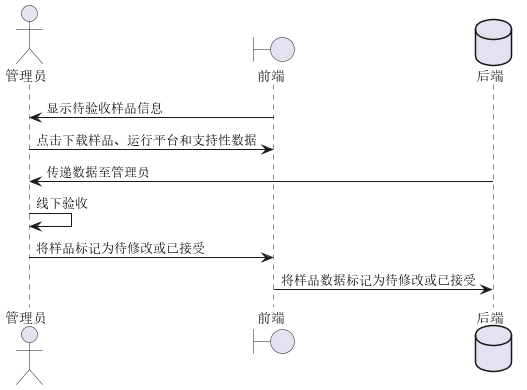 管理员 前端 后端
显示待验收样品信息
点击下载样品、运行平台和支持性数据
传递数据至管理员
线下验收
将样品标记为待修改或已接受
将样品数据标记为待修改或已接受
管理员 前端 后端